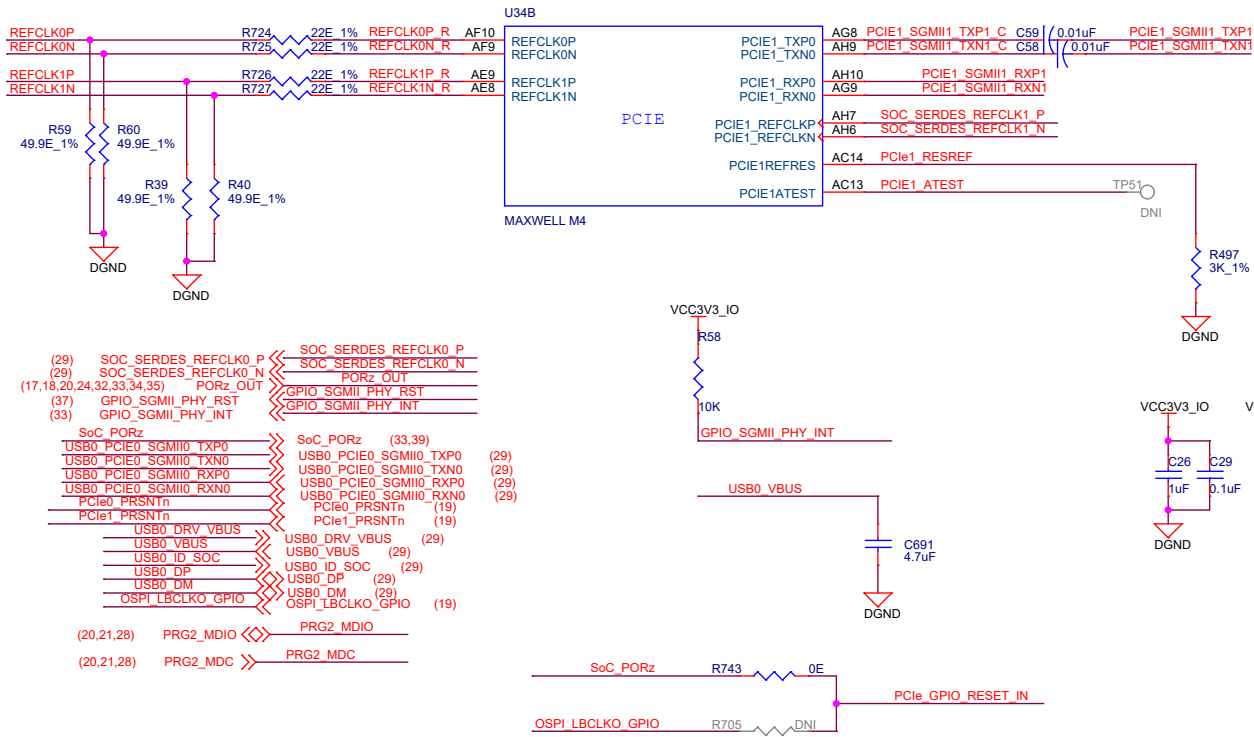 U34B
REFCLK0P R724 22E_1% REFCLK0P_R AF10 REFCLK0P PCIE1_TXP0 AG8 PCIE1_SGMII1_TXP1_C C59 0.01uF PCIE1_SGMII1_TXP1
REFCLK0N R725 22E_1% REFCLK0N_R AF9 REFCLK0N PCIE1_TXN0 AH9 PCIE1_SGMII1_TXN1_C C58 0.01uF PCIE1_SGMII1_TXN1
REFCLK1P R726 22E_1% REFCLK1P_R AE9 REFCLK1P PCIE1_RXP0 AH10 PCIE1_SGMII1_RXP1
REFCLK1N R727 22E_1% REFCLK1N_R AE8 REFCLK1N PCIE1_RXN0 AG9 PCIE1_SGMII1_RXN1
PCIE
PCIE1_REFCLKP AH7 SOC_SERDES_REFCLK1_P
PCIE1_REFCLKN AH6 SOC_SERDES_REFCLK1_N
R59 R60
49.9E_1% 49.9E_1%
PCIE1REFRES AC14 PCIe1_RESREF
R39 R40
49.9E_1% 49.9E_1%
PCIE1ATEST AC13 PCIE1_ATEST TP51
DNI
MAXWELL M4
DGND
DGND
R497
3K_1%
DGND
VCC3V3_IO
R58
10K
GPIO_SGMII_PHY_INT
(29) SOC_SERDES_REFCLK0_P SOC_SERDES_REFCLK0_P
(29) SOC_SERDES_REFCLK0_N SOC_SERDES_REFCLK0_N
(17,18,20,24,32,33,34,35) PORz_OUT PORz_OUT
(37) GPIO_SGMII_PHY_RST GPIO_SGMII_PHY_RST
(33) GPIO_SGMII_PHY_INT GPIO_SGMII_PHY_INT
SoC_PORz SoC_PORz (33,39)
USB0_PCIE0_SGMII0_TXP0 USB0_PCIE0_SGMII0_TXP0 (29)
USB0_PCIE0_SGMII0_TXN0 USB0_PCIE0_SGMII0_TXN0 (29)
USB0_PCIE0_SGMII0_RXP0 USB0_PCIE0_SGMII0_RXP0 (29)
USB0_PCIE0_SGMII0_RXN0 USB0_PCIE0_SGMII0_RXN0 (29)
PCIe0_PRSNTn PCIe0_PRSNTn (19)
PCIe1_PRSNTn PCIe1_PRSNTn (19)
USB0_DRV_VBUS USB0_DRV_VBUS (29)
USB0_VBUS USB0_VBUS (29)
USB0_ID_SOC USB0_ID_SOC (29)
USB0_DP USB0_DP (29)
USB0_DM USB0_DM (29)
OSPI_LBCLKO_GPIO OSPI_LBCLKO_GPIO (19)
(20,21,28) PRG2_MDIO PRG2_MDIO
(20,21,28) PRG2_MDC PRG2_MDC
USB0_VBUS
C691
4.7uF
DGND
VCC3V3_IO V
C26 C29
1uF 0.1uF
DGND
SoC_PORz R743 0E
PCIe_GPIO_RESET_IN
OSPI_LBCLKO_GPIO R705 DNI